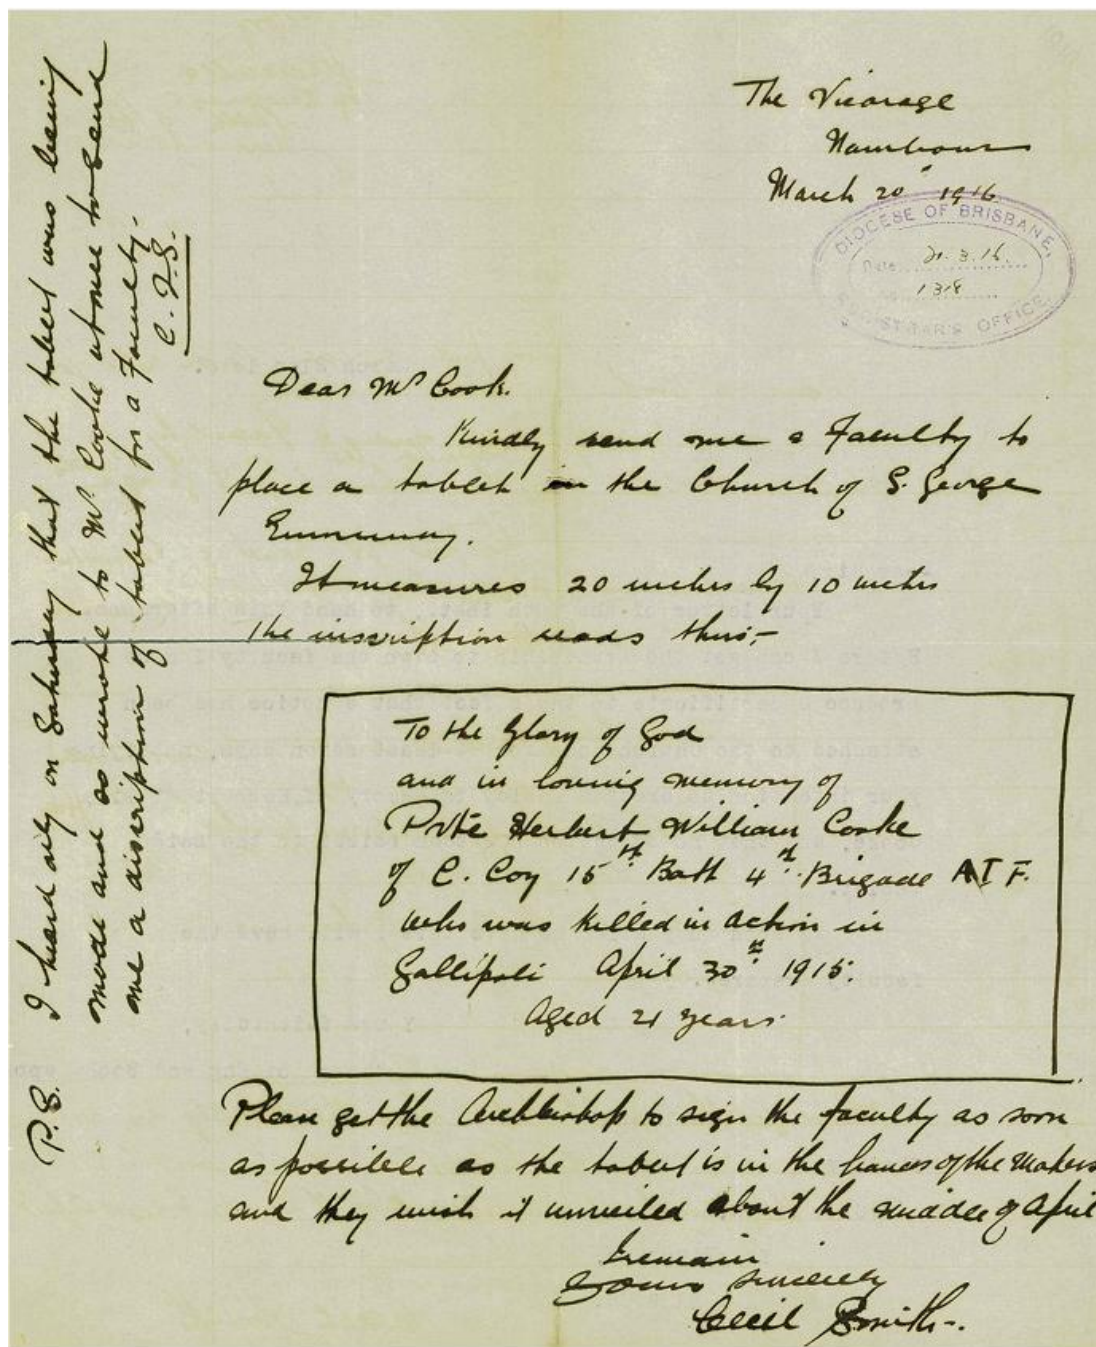 The Vicarage
Nambour
March 20 1916
DIOCESE OF BRISBANE,
Date 21.3.16.
1318
REGISTRAR'S OFFICE
Dear Mr Cook.
Kindly send me a Faculty to
place a tablet in the Church of S. George
Eumundi.
It measures 20 inches by 10 inches
the inscription reads thus;-
To the Glory of God
and in loving memory of
Prvte Herbert William Cooke
of C. Coy 15th Batt 4th Brigade A I F.
who was killed in action in
Gallipoli April 30th 1915.
Aged 21 years.
Please get the Archbishop to sign the faculty as soon
as possible as the tablet is in the hands of the Makers
and they wish it unveiled about the middle of April
I remain
Yours sincerely
Cecil Smith-.
P.S. I heard only on Saturday that the tablet was being
made and so wrote to Mr Cooke at once to send
me a discription of tablet for a Faculty.
C.